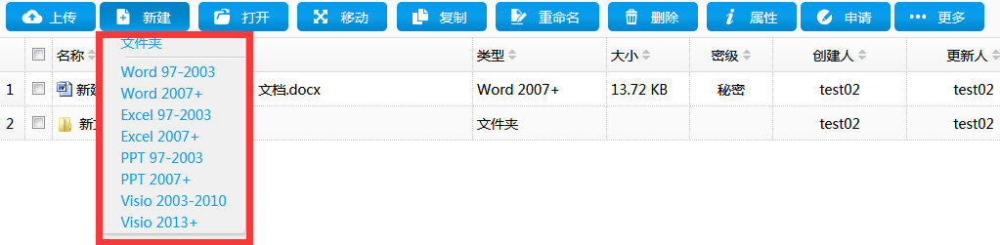 上传 新建 打开 移动 复制 重命名 删除 属性 申请 更多
名称 类型 大小 密级 创建人 更新人
1 新建 文档.docx Word 2007+ 13.72 KB 秘密 test02 test02
2 文件夹 test02 test02
文件夹
Word 97-2003
Word 2007+
Excel 97-2003
Excel 2007+
PPT 97-2003
PPT 2007+
Visio 2003-2010
Visio 2013+